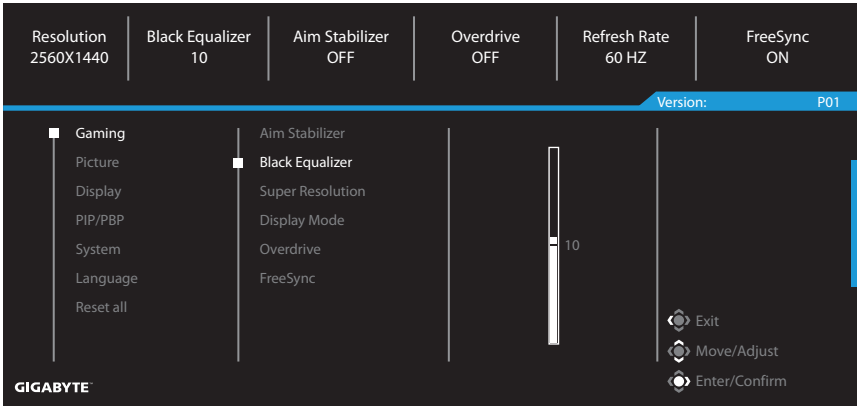 Resolution
2560X1440
Black Equalizer
10
Aim Stabilizer
OFF
Overdrive
OFF
Refresh Rate
60 HZ
FreeSync
ON
Version: P01
Gaming
Picture
Display
PIP/PBP
System
Language
Reset all
Aim Stabilizer
Black Equalizer
Super Resolution
Display Mode
Overdrive
FreeSync
10
Exit
Move/Adjust
Enter/Confirm
GIGABYTE™